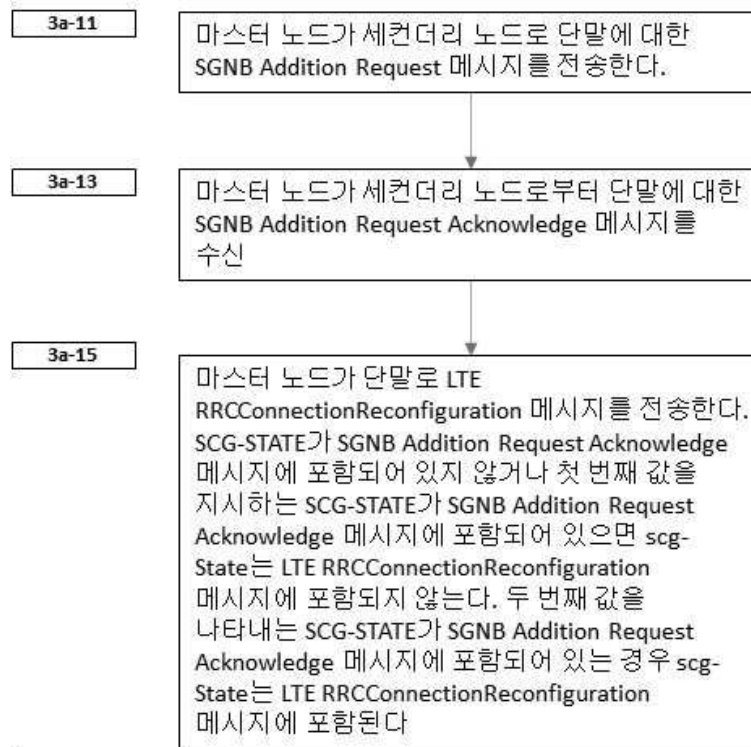 3a-11
마스터 노드가 세컨더리 노드로 단말에 대한
SGNB Addition Request 메시지를 전송한다.
3a-13
마스터 노드가 세컨더리 노드로부터 단말에 대한
SGNB Addition Request Acknowledge 메시지를
수신
3a-15
마스터 노드가 단말로 LTE
RRCConnectionReconfiguration 메시지를 전송한다.
SCG-STATE가 SGNB Addition Request Acknowledge
메시지에 포함되어 있지 않거나 첫 번째 값을
지시하는 SCG-STATE가 SGNB Addition Request
Acknowledge 메시지에 포함되어 있으면 scg-
State는 LTE RRCConnectionReconfiguration
메시지에 포함되지 않는다. 두 번째 값을
나타내는 SCG-STATE가 SGNB Addition Request
Acknowledge 메시지에 포함되어 있는 경우 scg-
State는 LTE RRCConnectionReconfiguration
메시지에 포함된다